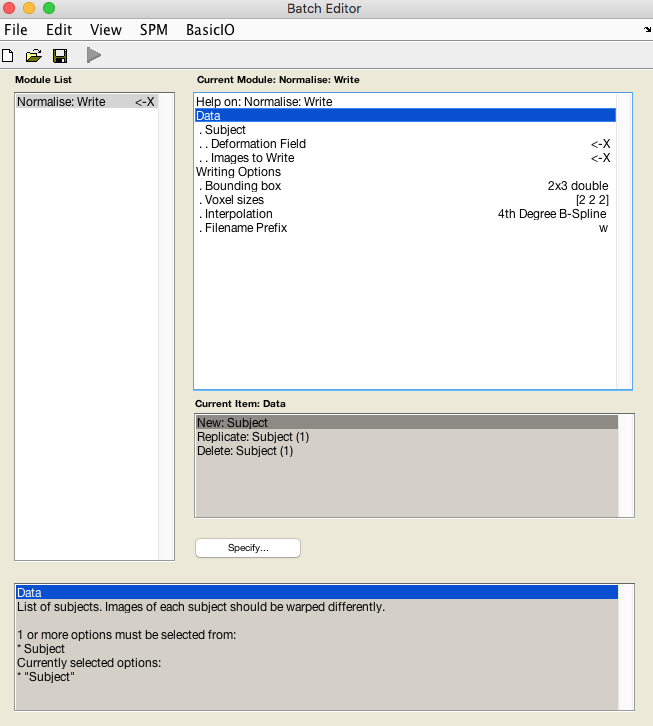 Batch Editor
File Edit View SPM BasicIO
Module List
Normalise: Write <-X
Current Module: Normalise: Write
Help on: Normalise: Write
Data
. Subject
. . Deformation Field <-X
. . Images to Write <-X
Writing Options
. Bounding box 2x3 double
. Voxel sizes [2 2 2]
. Interpolation 4th Degree B-Spline
. Filename Prefix w
Current Item: Data
New: Subject
Replicate: Subject (1)
Delete: Subject (1)
Specify...
Data
List of subjects. Images of each subject should be warped differently.
1 or more options must be selected from:
* Subject
Currently selected options:
* "Subject"